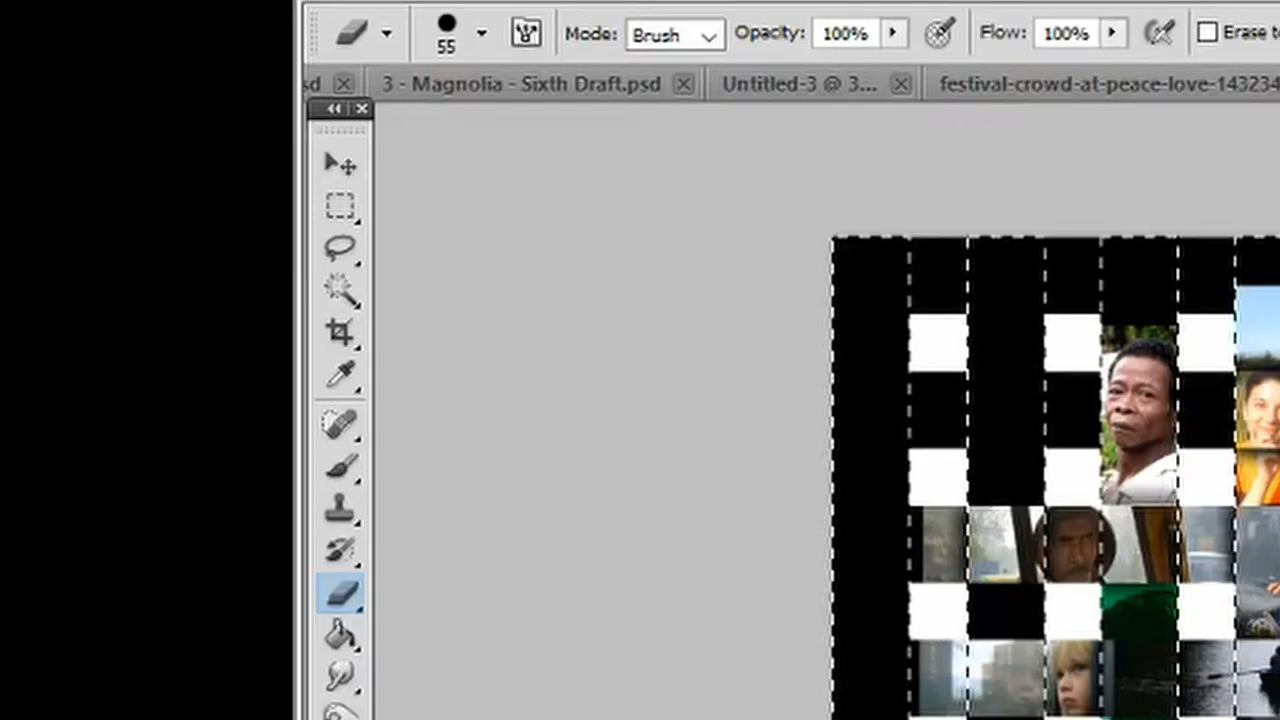 55 Mode: Brush Opacity: 100% Flow: 100% Erase
sd 3 - Magnolia - Sixth Draft.psd Untitled-3 @ 3... festival-crowd-at-peace-love-143234